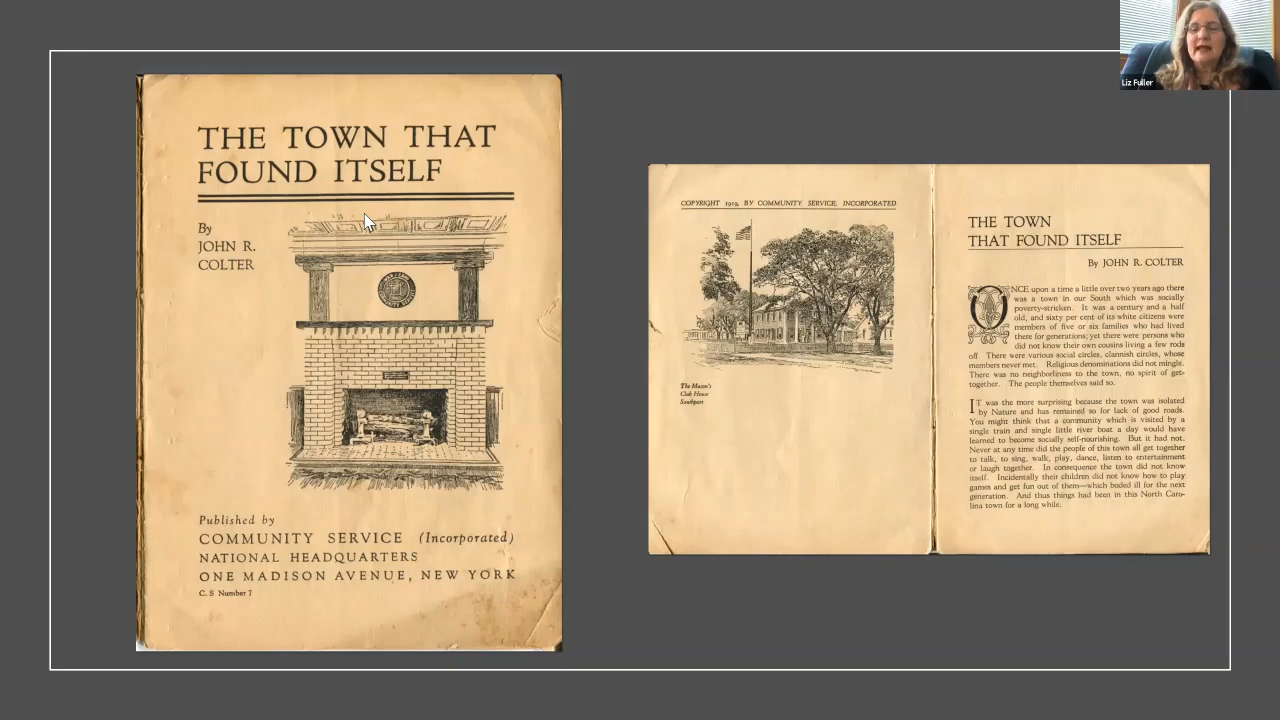 THE TOWN THAT
FOUND ITSELF
By
JOHN R.
COLTER
Published by
COMMUNITY SERVICE (Incorporated)
NATIONAL HEADQUARTERS
ONE MADISON AVENUE, NEW YORK
C. S Number 7
COPYRIGHT 1919, BY COMMUNITY SERVICE, INCORPORATED
The Mason's
Club House
Southport
THE TOWN
THAT FOUND ITSELF
By JOHN R. COLTER
ONCE upon a time a little over two years ago there
was a town in our South which was socially
poverty-stricken. It was a century and a half
old, and sixty per cent of its white citizens were
members of five or six families who had lived
there for generations; yet there were persons who
did not know their own cousins living a few rods
off. There were various social circles, clannish circles, whose
members never met. Religious denominations did not mingle.
There was no neighborliness to the town, no spirit of get-
together. The people themselves said so.
IT was the more surprising because the town was isolated
by Nature and has remained so for lack of good roads.
You might think that a community which is visited by a
single train and single little river boat a day would have
learned to become socially self-nourishing. But it had not.
Never at any time did the people of this town all get together
to talk, to sing, walk, play, dance, listen to entertainment
or laugh together. In consequence the town did not know
itself. Incidentally their children did not know how to play
games and get fun out of them—which boded ill for the next
generation. And thus things had been in this North Caro-
lina town for a long while.
Liz Fuller